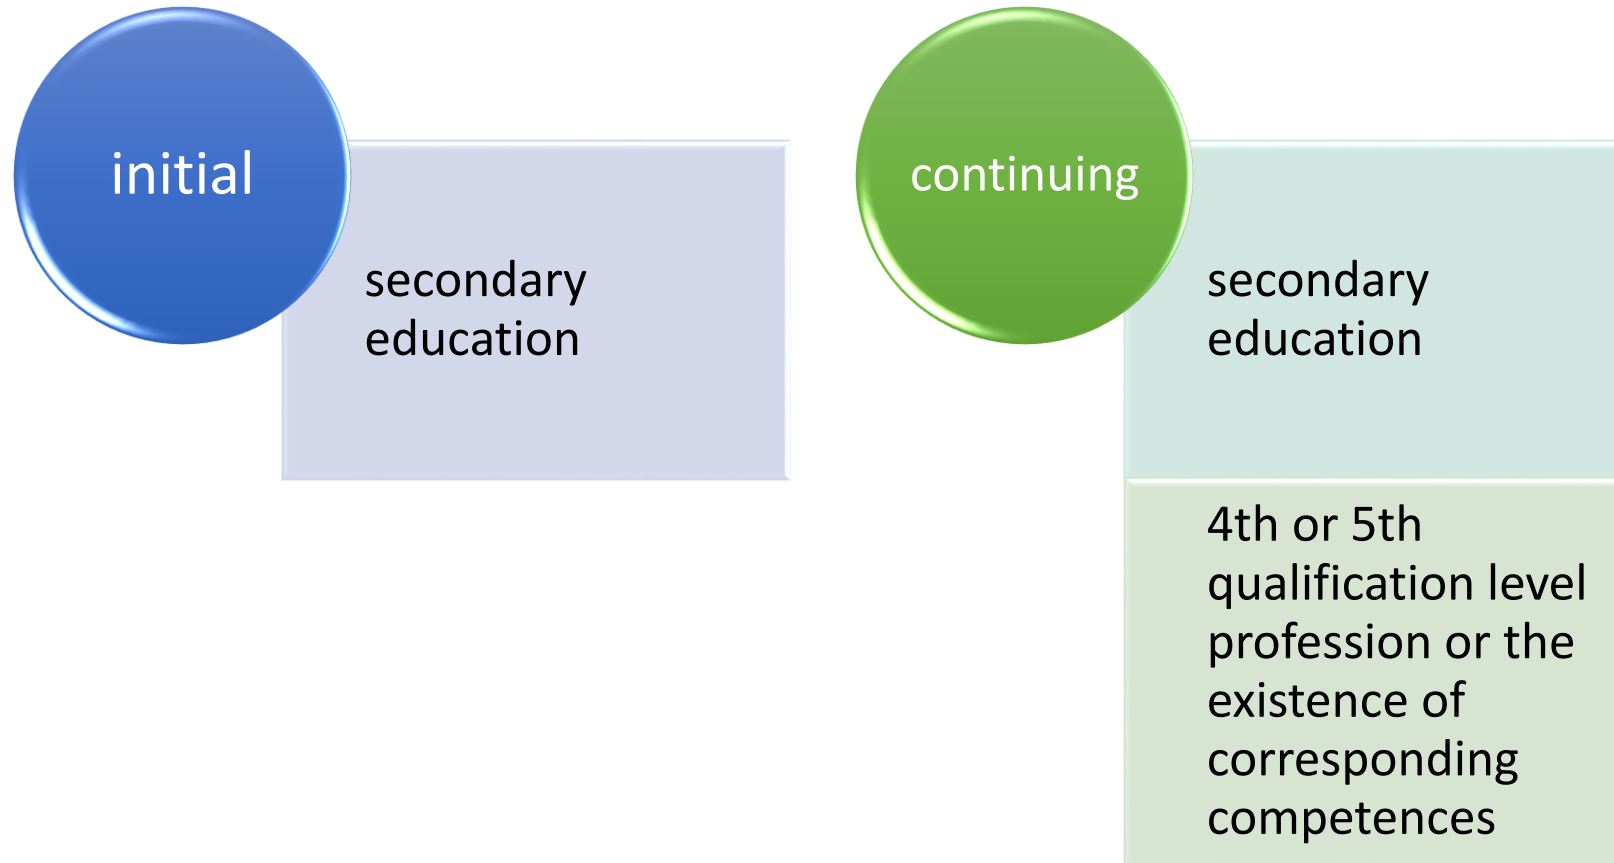 initial
secondary
education
continuing
secondary
education
4th or 5th
qualification level
profession or the
existence of
corresponding
competences